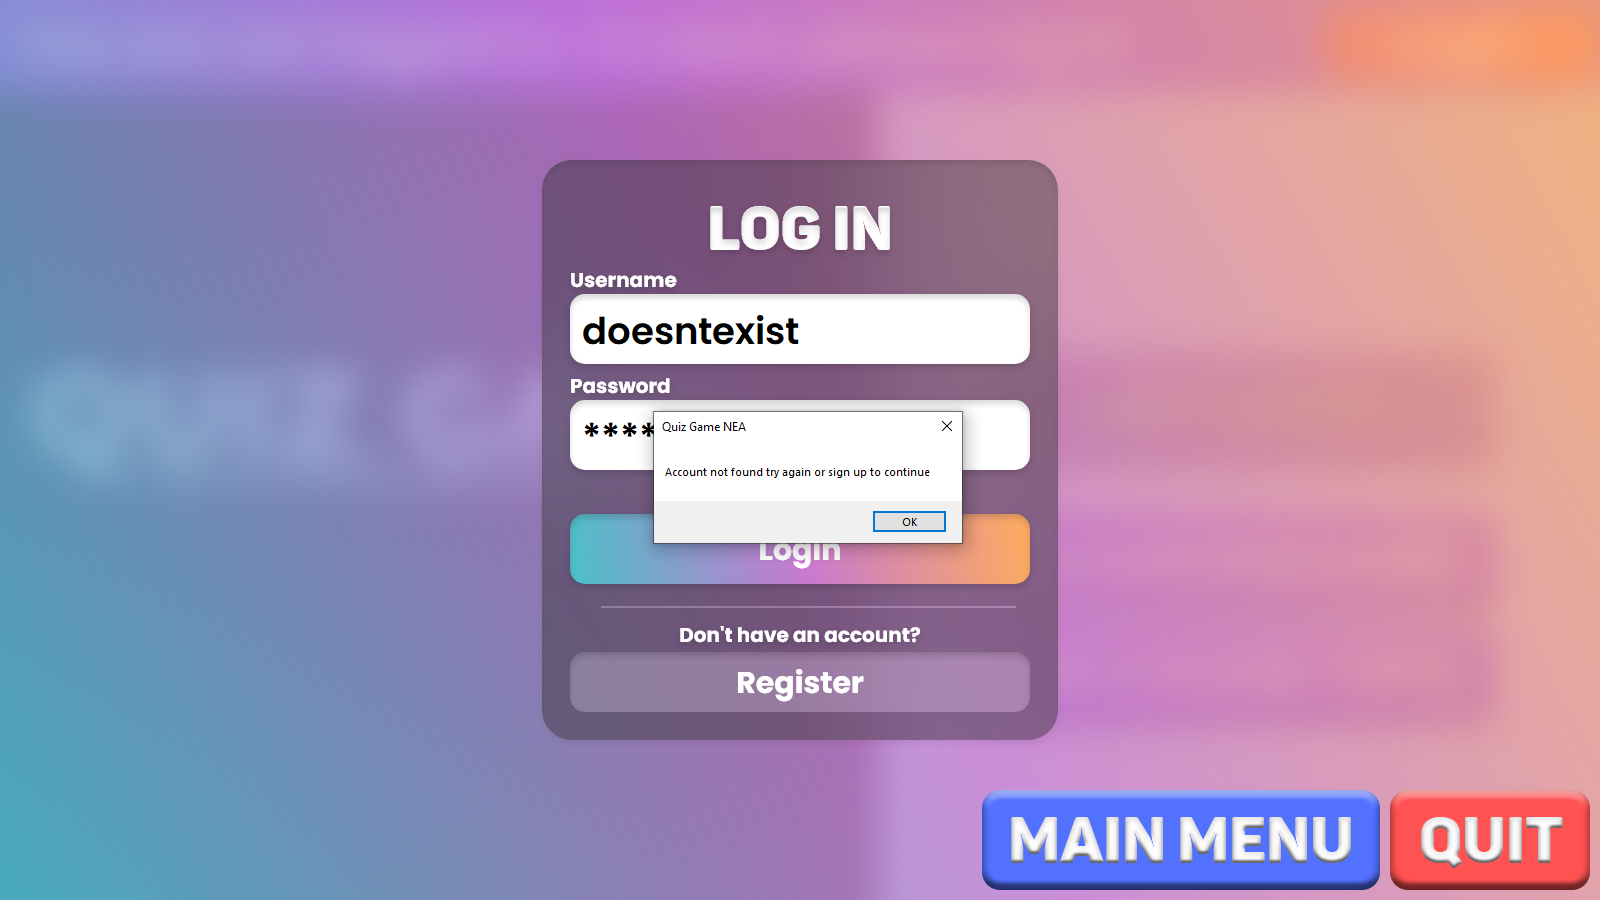 LOG IN
Username
doesntexist
Password
****
Quiz Game NEA
Account not found try again or sign up to continue
OK
Login
Don't have an account?
Register
MAIN MENU
QUIT